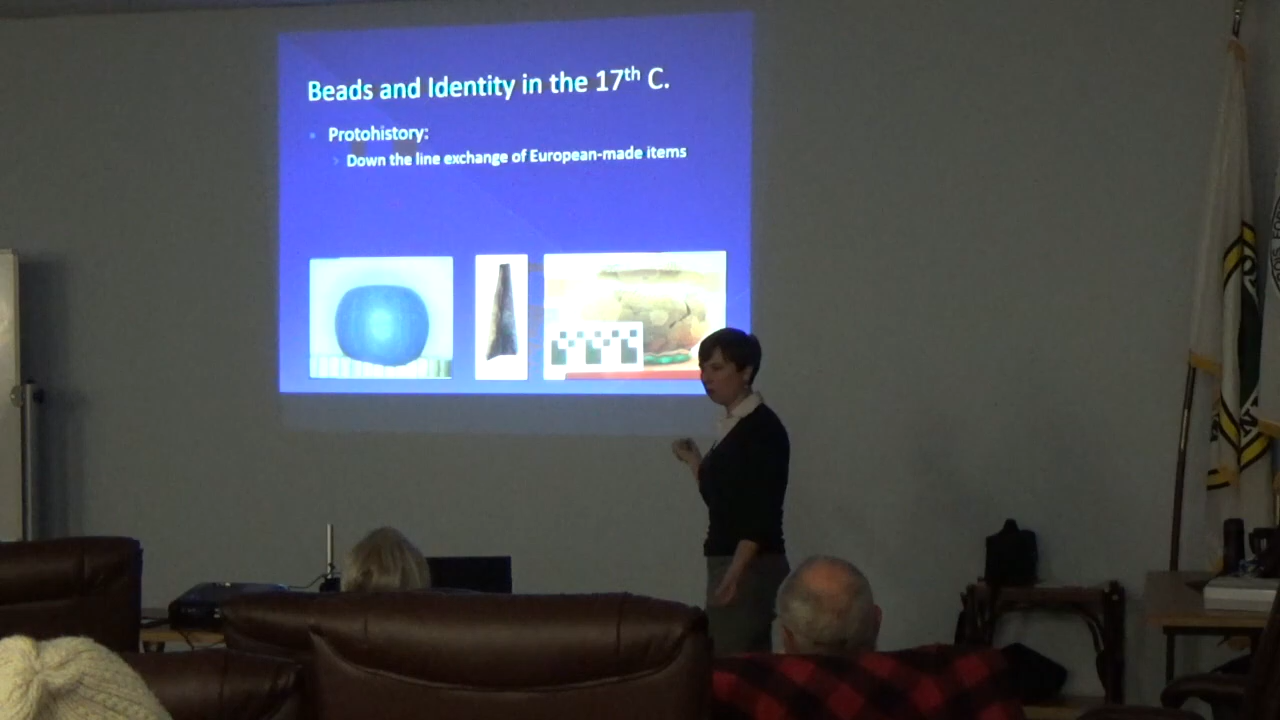 Beads and Identity in the 17th C.
Protohistory:
Down the line exchange of European-made items